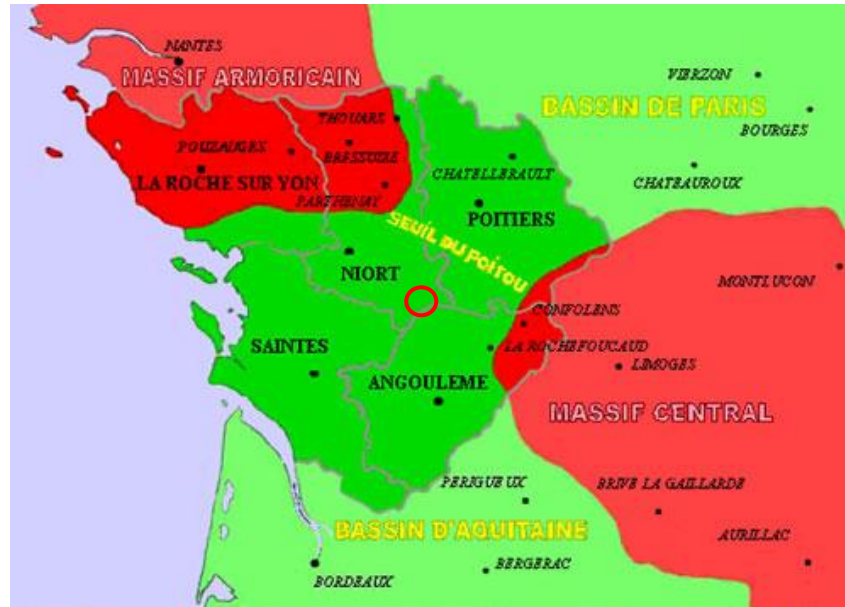 NANTES
MASSIF ARMORICAIN
VIERZON
BASSIN DE PARIS
BOURGES
THOUARS
POUZAUGES
BRESSUIRE
CHATELLERAULT
CHATEAUROUX
LA ROCHE SUR YON
PARTHENAY
POITIERS
SEUIL DU POITOU
NIORT
MONTLUCON
CONFOLENS
SAINTES
LA ROCHEFOUCAUD
LIMOGES
ANGOULEME
MASSIF CENTRAL
PERIGUEUX
BRIVE LA GAILLARDE
BASSIN D'AQUITAINE
AURILLAC
BERGERAC
BORDEAUX